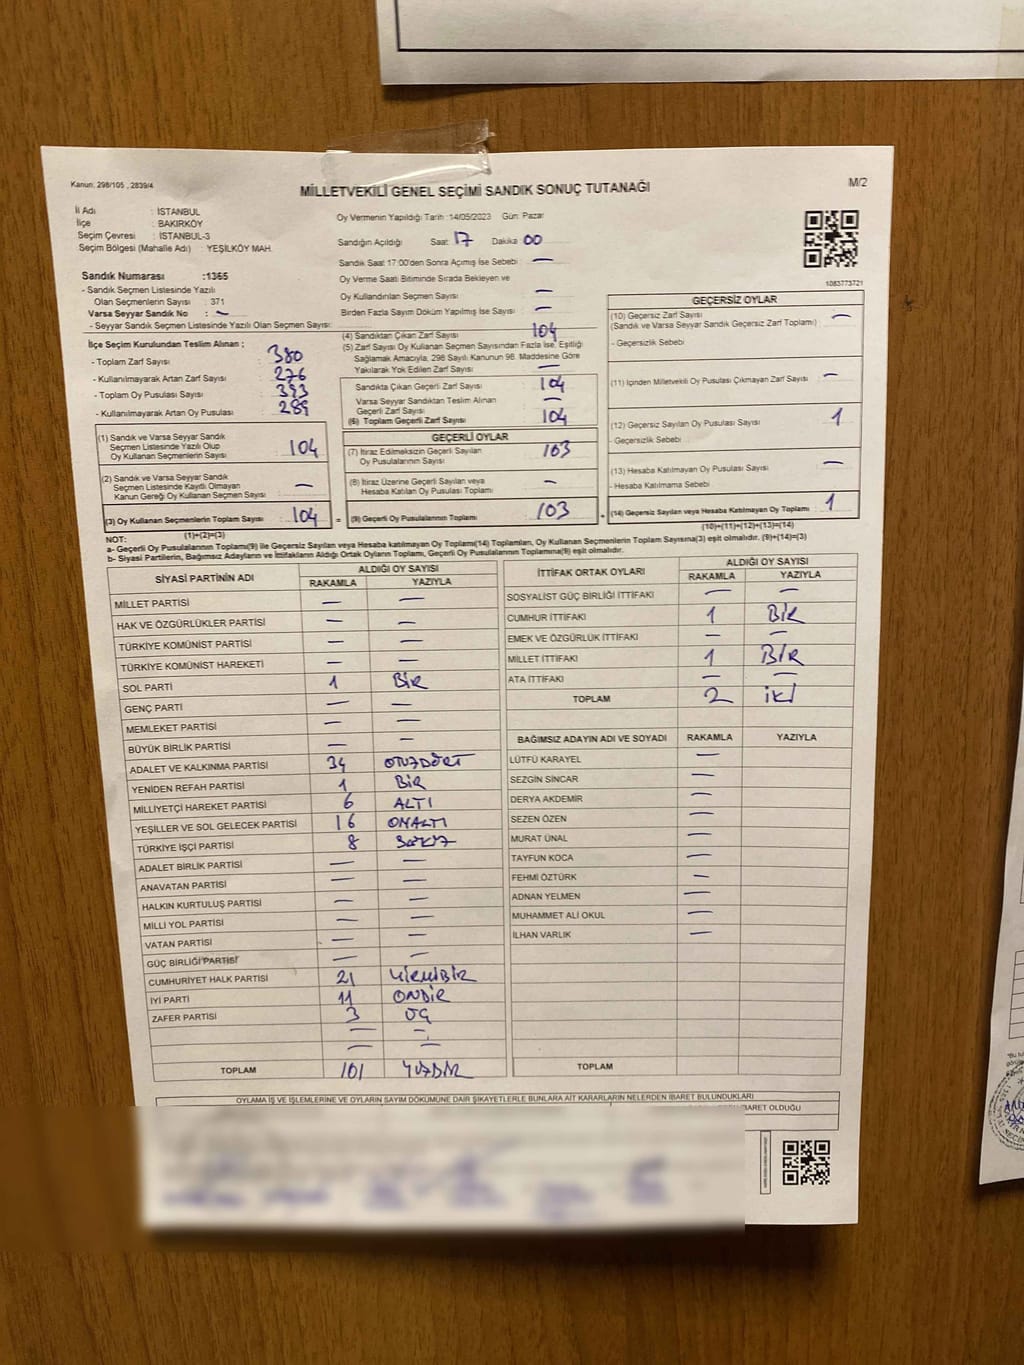 Kanun: 298/105 , 2839/4
MİLLETVEKİLİ GENEL SEÇİMİ SANDIK SONUÇ TUTANAĞI
M/2
İl Adı : İSTANBUL
İlçe : BAKIRKÖY
Seçim Çevresi : İSTANBUL-3
Seçim Bölgesi (Mahalle Adı) : YEŞİLKÖY MAH.
Oy Vermenin Yapıldığı Tarih :14/05/2023 Gün: Pazar
Sandığın Açıldığı Saat: 17 Dakika: 00
Sandık Saat 17:00'den Sonra Açılmış İse Sebebi : —
Oy Verme Saati Bitiminde Sırada Bekleyen ve
Oy Kullandırılan Seçmen Sayısı : —
Birden Fazla Sayım Döküm Yapılmış İse Sayısı : —
Sandık Numarası :1365
- Sandık Seçmen Listesinde Yazılı
Olan Seçmenlerin Sayısı : 371
Varsa Seyyar Sandık No : —
- Seyyar Sandık Seçmen Listesinde Yazılı Olan Seçmen Sayısı:
İlçe Seçim Kurulundan Teslim Alınan ;
- Toplam Zarf Sayısı : 380
- Kullanılmayarak Artan Zarf Sayısı : 276
- Toplam Oy Pusulası : 393
- Kullanılmayarak Artan Oy Pusulası : 289
(4) Sandıktan Çıkan Zarf Sayısı : 104
(5) Zarf Sayısı Oy Kullanan Seçmen Sayısından Fazla İse, Eşitliği
Sağlamak Amacıyla, 298 Sayılı Kanunun 98. Maddesine Göre
Yakılarak Yok Edilen Zarf Sayısı : —
Sandıkta Çıkan Geçerli Zarf Sayısı : 104
Varsa Seyyar Sandıktan Teslim Alınan
Geçerli Zarf Sayısı : —
(6) Toplam Geçerli Zarf Sayısı : 104
1083773721
GEÇERSİZ OYLAR
(10) Geçersiz Zarf Sayısı : —
(Sandık ve Varsa Seyyar Sandık Geçersiz Zarf Toplamı)
- Geçersizlik Sebebi
(11) İçinden Milletvekili Oy Pusulası Çıkmayan Zarf Sayısı : —
(12) Geçersiz Sayılan Oy Pusulası Sayısı : 1
- Geçersizlik Sebebi
(13) Hesaba Katılmayan Oy Pusulası Sayısı : —
- Hesaba Katılmama Sebebi
(14) Geçersiz Sayılan veya Hesaba Katılmayan Oy Toplamı : 1
(10)+(11)+(12)+(13)=(14)
(1) Sandık ve Varsa Seyyar Sandık
Seçmen Listesinde Yazılı Olup
Oy Kullanan Seçmenlerin Sayısı : 104
(2) Sandık ve Varsa Seyyar Sandık
Seçmen Listesinde Kayıtlı Olmayan
Kanun Gereği Oy Kullanan Seçmen Sayısı : —
(3) Oy Kullanan Seçmenlerin Toplam Sayısı : 104
(1)+(2)=(3)
GEÇERLİ OYLAR
(7) İtiraz Edilmeksizin Geçerli Sayılan
Oy Pusulalarının Sayısı : 103
(8) İtiraz Üzerine Geçerli Sayılan veya
Hesaba Katılan Oy Pusulası Toplamı : —
= (9) Geçerli Oy Pusulalarının Toplamı : 103 +
NOT:
a- Geçerli Oy Pusulalarının Toplamı(9) ile Geçersiz Sayılan veya Hesaba katılmayan Oy Toplamı(14) Toplamları, Oy Kullanan Seçmenlerin Toplam Sayısına(3) eşit olmalıdır. (9)+(14)=(3)
b- Siyasi Partilerin, Bağımsız Adayların ve İttifakların Aldığı Ortak Oyların Toplamı, Geçerli Oy Pusulalarının Toplamına(9) eşit olmalıdır.
SİYASİ PARTİNİN ADI ALDIĞI OY SAYISI
RAKAMLA YAZIYLA
MİLLET PARTİSİ — —
HAK VE ÖZGÜRLÜKLER PARTİSİ — —
TÜRKİYE KOMÜNİST PARTİSİ — —
TÜRKİYE KOMÜNİST HAREKETİ — —
SOL PARTİ 1 BİR
GENÇ PARTİ — —
MEMLEKET PARTİSİ — —
BÜYÜK BİRLİK PARTİSİ — —
ADALET VE KALKINMA PARTİSİ 34 OTUZDÖRT
YENİDEN REFAH PARTİSİ 1 BİR
MİLLİYETÇİ HAREKET PARTİSİ 6 ALTI
YEŞİLLER VE SOL GELECEK PARTİSİ 16 ONALTI
TÜRKİYE İŞÇİ PARTİSİ 8 SEKİZ
ADALET BİRLİK PARTİSİ — —
ANAVATAN PARTİSİ — —
HALKIN KURTULUŞ PARTİSİ — —
MİLLİ YOL PARTİSİ — —
VATAN PARTİSİ — —
GÜÇ BİRLİĞİ PARTİSİ — —
CUMHURİYET HALK PARTİSİ 21 YİRMİBİR
İYİ PARTİ 11 ONBİR
ZAFER PARTİSİ 3 ÜÇ
— —
— —
TOPLAM 101 YÜZBİR
İTTİFAK ORTAK OYLARI ALDIĞI OY SAYISI
RAKAMLA YAZIYLA
SOSYALİST GÜÇ BİRLİĞİ İTTİFAKI — —
CUMHUR İTTİFAKI 1 BİR
EMEK VE ÖZGÜRLÜK İTTİFAKI — —
MİLLET İTTİFAKI 1 BİR
ATA İTTİFAKI — —
TOPLAM 2 İKİ
BAĞIMSIZ ADAYIN ADI VE SOYADI RAKAMLA YAZIYLA
LÜTFÜ KARAYEL —
SEZGİN SİNCAR —
DERYA AKDEMİR —
SEZEN ÖZEN —
MURAT ÜNAL —
TAYFUN KOCA —
FEHMİ ÖZTÜRK —
ADNAN YELMEN —
MUHAMMET ALİ OKUL —
İLHAN VARLIK —
TOPLAM
OYLAMA İŞ VE İŞLEMLERİNE VE OYLARIN SAYIM DÖKÜMÜNE DAİR ŞİKAYETLERLE BUNLARA AİT KARARLARIN NELERDEN İBARET BULUNDUKLARI
İBARET OLDUĞU